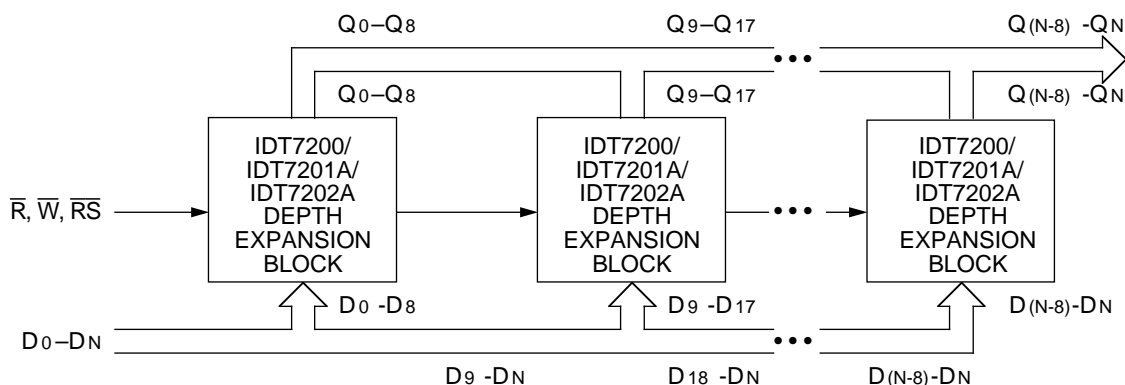 Q0–Q8 Q9–Q17 Q(N-8) -QN
Q0–Q8 Q9–Q17 Q(N-8) -QN
IDT7200/
IDT7201A/
IDT7202A
DEPTH
EXPANSION
BLOCK
IDT7200/
IDT7201A/
IDT7202A
DEPTH
EXPANSION
BLOCK
IDT7200/
IDT7201A/
IDT7202A
DEPTH
EXPANSION
BLOCK
R̅, W̅, R̅S̅
•••
•••
•••
D0 -D8 D9 -D17 D(N-8)-DN
D0–DN
D9 -DN D18 -DN D(N-8)-DN